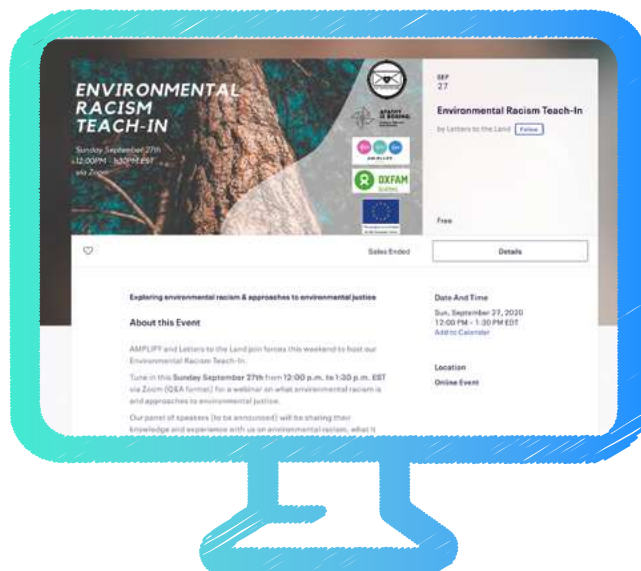 ENVIRONMENTAL
RACISM
TEACH-IN
Sunday September 27th
12:00PM - 1:30PM EST
via Zoom
APATHY
IS BORING
AMPLIFY
OXFAM
SEP
27
Environmental Racism Teach-In
by Letters to the Land Follow
Free
Sales Ended
Details
Exploring environmental racism & approaches to environmental justice
About this Event
AMPLIFY and Letters to the Land join forces this weekend to host our
Environmental Racism Teach-In.
Tune in this Sunday September 27th from 12:00 p.m. to 1:30 p.m. EST
via Zoom (Q&A format) for a webinar on what environmental racism is
and approaches to environmental justice.
Our panel of speakers (to be announced) will be sharing their
knowledge and experience with us on environmental racism, what it
Date And Time
Sun, September 27, 2020
12:00 PM – 1:30 PM EDT
Add to Calendar
Location
Online Event